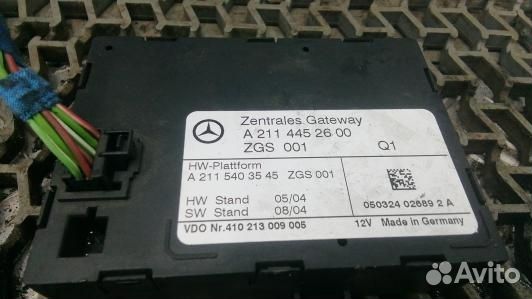 Zentrales Gateway
A 211 445 26 00
ZGS 001 Q1
HW-Plattform
A 211 540 35 45 ZGS 001
HW Stand 05/04
SW Stand 08/04
050324 02689 2 A
VDO Nr.410 213 009 005 12V Made in Germany
Avito